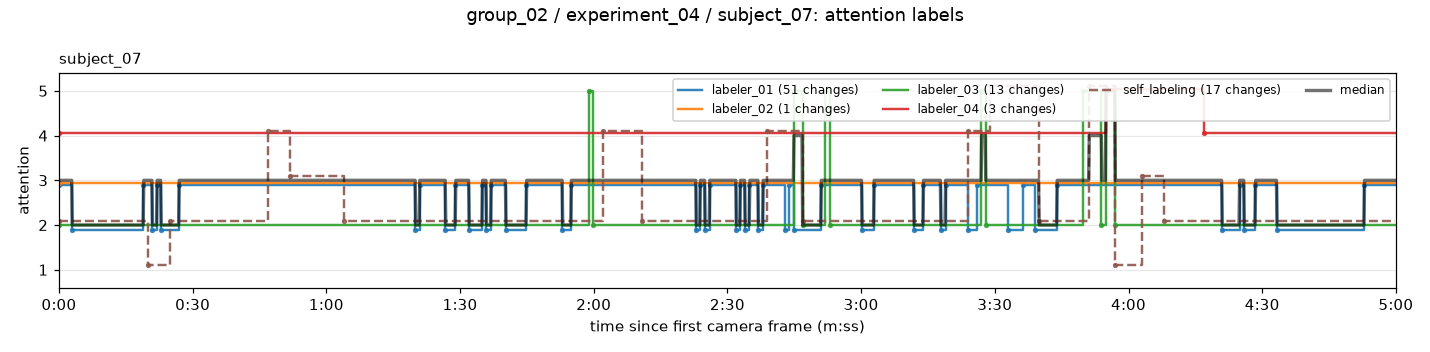 group_02 / experiment_04 / subject_07: attention labels
subject_07
labeler_01 (51 changes)
labeler_02 (1 changes)
labeler_03 (13 changes)
labeler_04 (3 changes)
self_labeling (17 changes)
median
attention
5
4
3
2
1
0:00 0:30 1:00 1:30 2:00 2:30 3:00 3:30 4:00 4:30 5:00
time since first camera frame (m:ss)